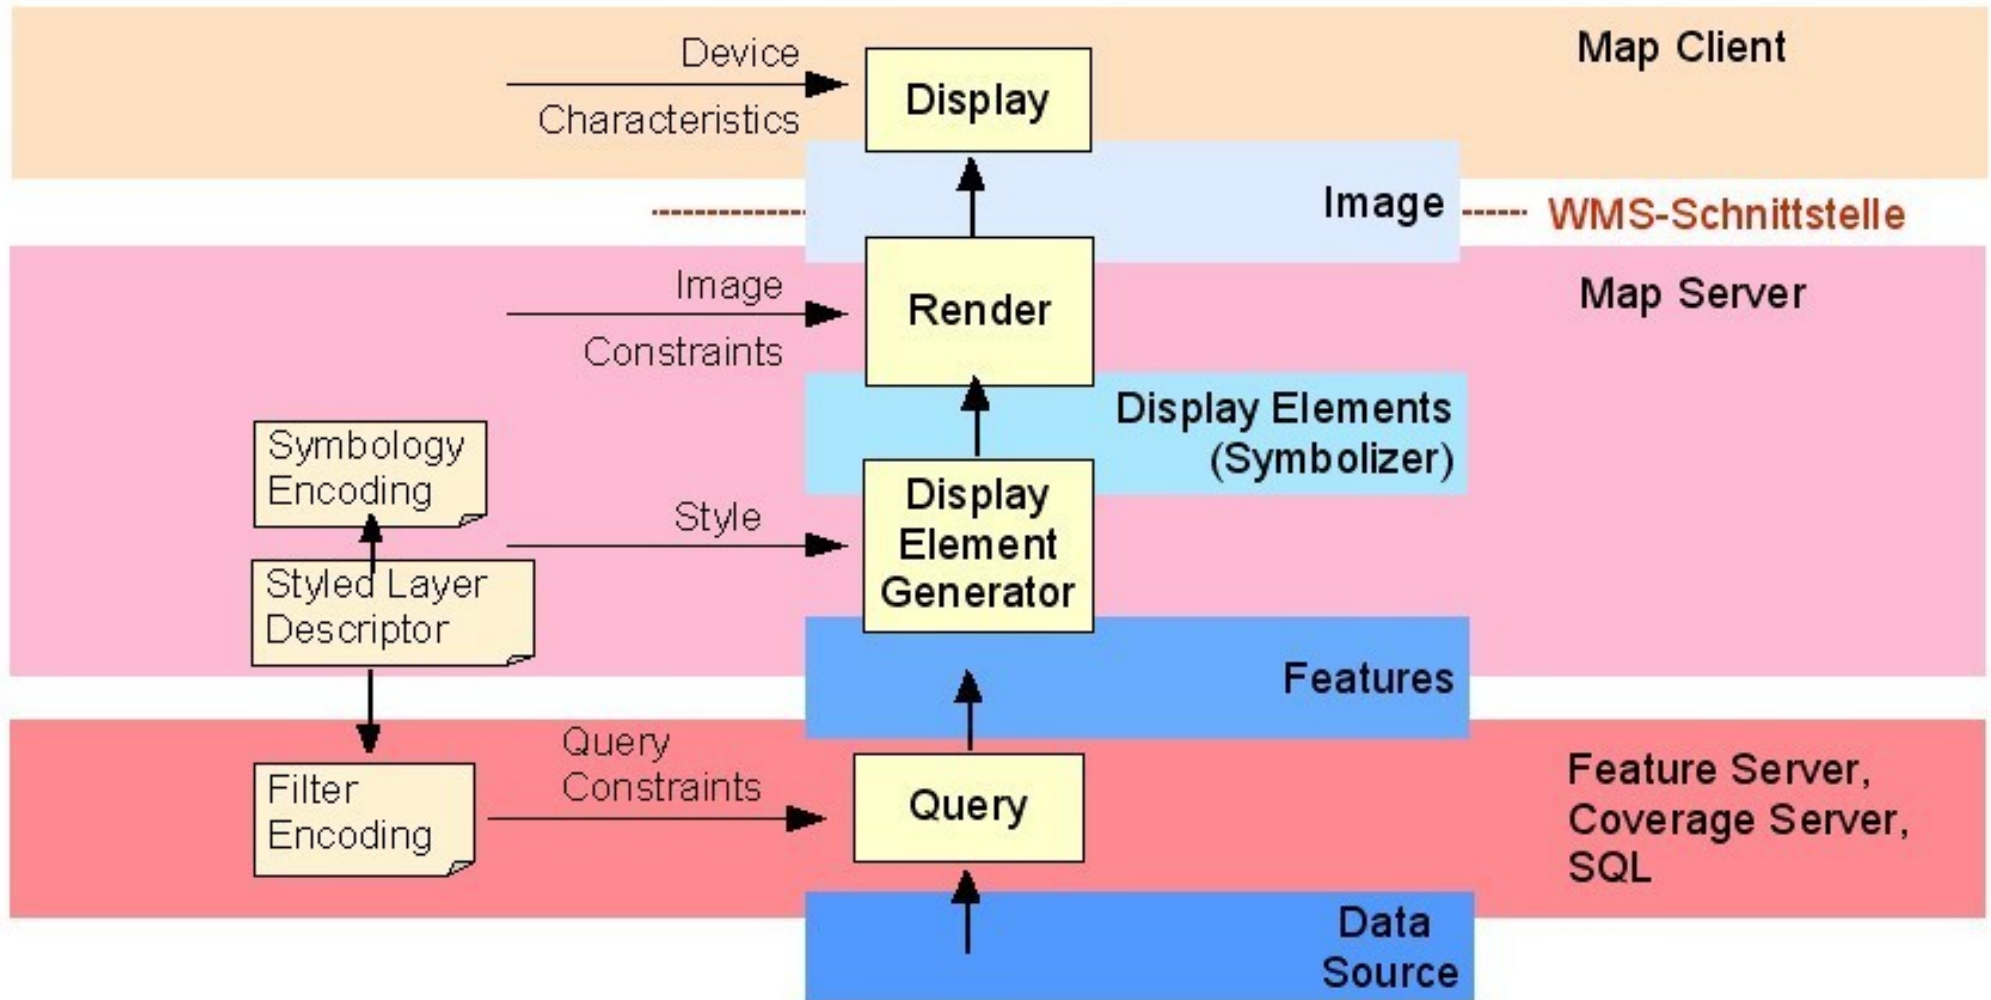 Device
Characteristics
Display
Map Client
Image
WMS-Schnittstelle
Image
Constraints
Render
Map Server
Display Elements
(Symbolizer)
Symbology
Encoding
Style
Display
Element
Generator
Styled Layer
Descriptor
Features
Query
Constraints
Filter
Encoding
Query
Feature Server,
Coverage Server,
SQL
Data
Source